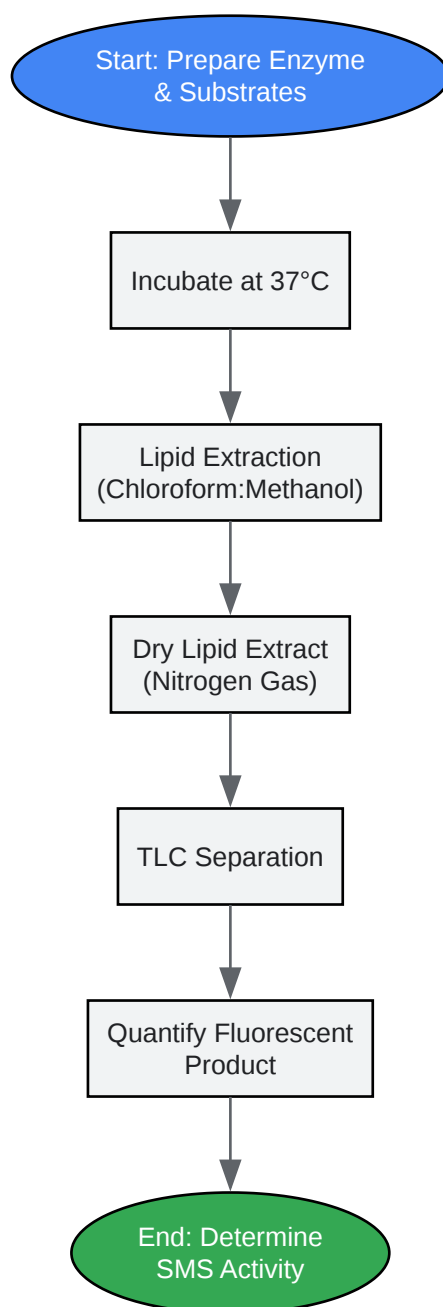 Start: Prepare Enzyme
& Substrates
Incubate at 37°C
Lipid Extraction
(Chloroform:Methanol)
Dry Lipid Extract
(Nitrogen Gas)
TLC Separation
Quantify Fluorescent
Product
End: Determine
SMS Activity